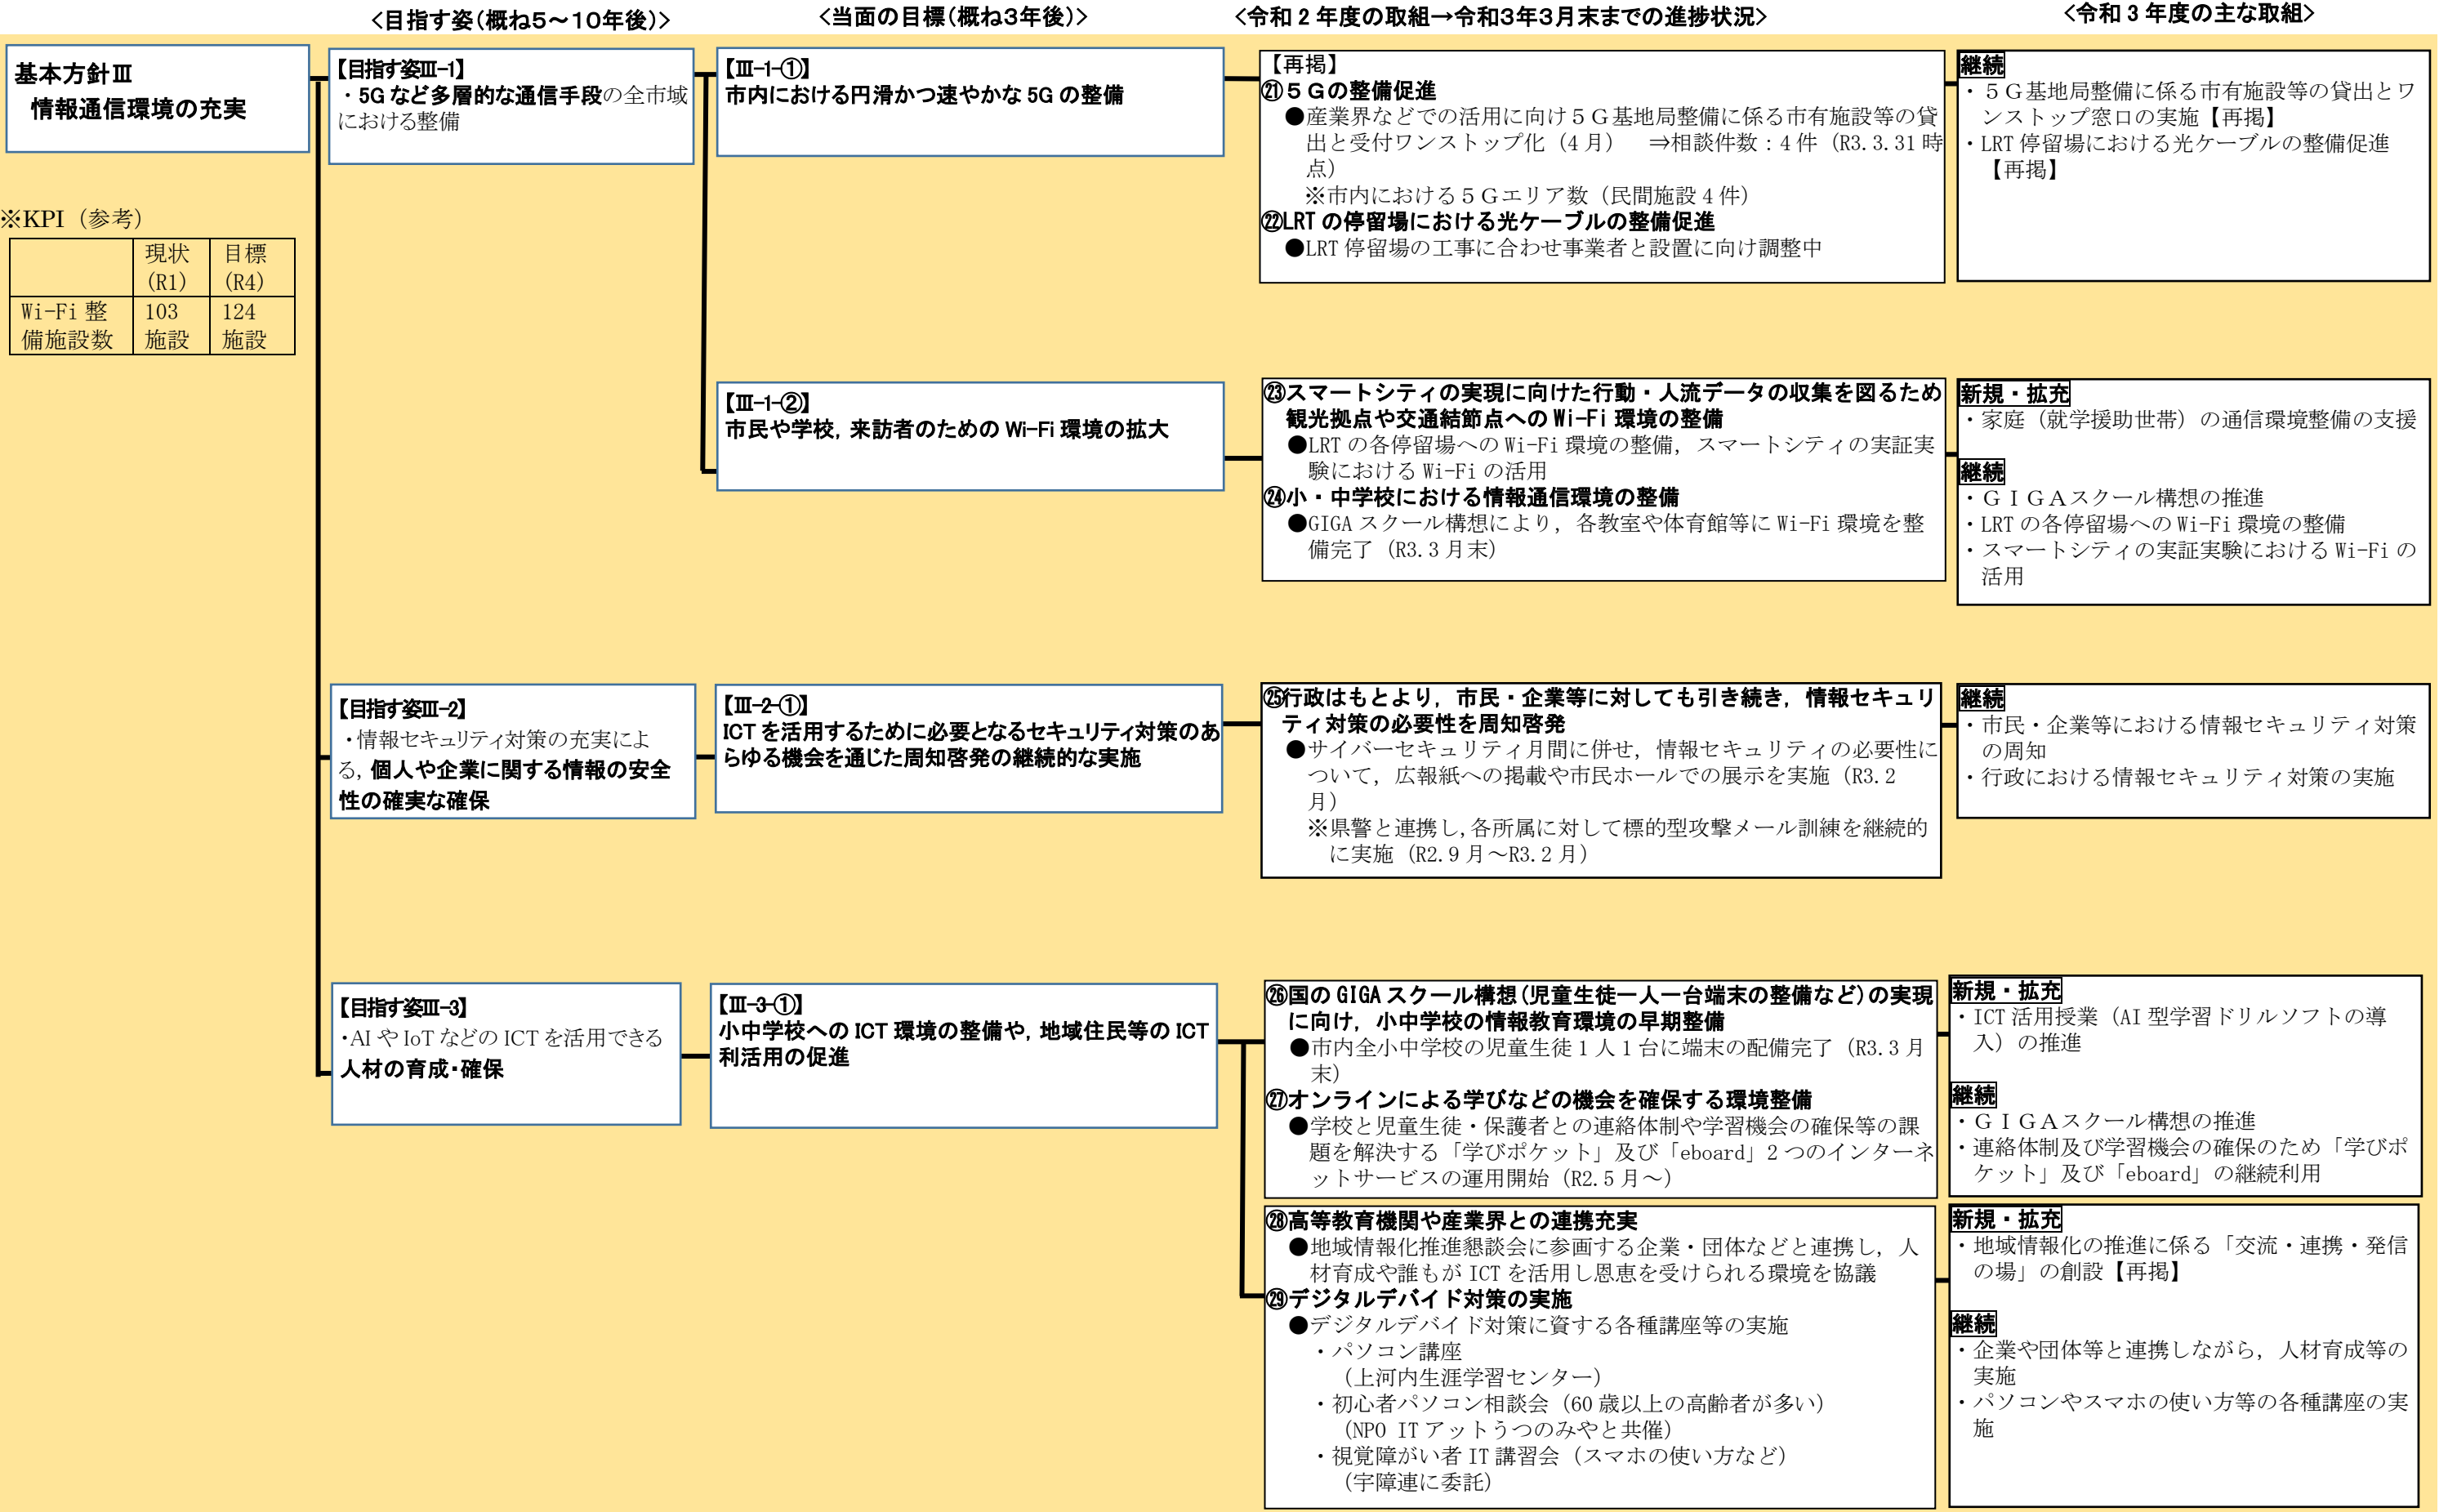 <目指す姿(概ね5～10年後)>
<当面の目標(概ね3年後)>
<令和２年度の取組→令和3年3月末までの進捗状況>
<令和３年度の主な取組>
基本方針Ⅲ
情報通信環境の充実
※KPI（参考）
現状
(R1)
目標
(R4)
Wi-Fi 整
備施設数
103
施設
124
施設
【目指す姿Ⅲ-1】
・5G など多層的な通信手段の全市域
における整備
【Ⅲ-1-①】
市内における円滑かつ速やかな 5G の整備
【再掲】
㉑５Ｇの整備促進
●産業界などでの活用に向け５Ｇ基地局整備に係る市有施設等の貸
出と受付ワンストップ化（4 月）　⇒相談件数：4 件（R3.3.31 時
点）
※市内における５Ｇエリア数（民間施設 4 件）
㉒LRT の停留場における光ケーブルの整備促進
●LRT 停留場の工事に合わせ事業者と設置に向け調整中
継続
・５Ｇ基地局整備に係る市有施設等の貸出とワ
ンストップ窓口の実施【再掲】
・LRT 停留場における光ケーブルの整備促進
【再掲】
【Ⅲ-1-②】
市民や学校，来訪者のための Wi-Fi 環境の拡大
㉓スマートシティの実現に向けた行動・人流データの収集を図るため
観光拠点や交通結節点への Wi-Fi 環境の整備
●LRT の各停留場への Wi-Fi 環境の整備，スマートシティの実証実
験における Wi-Fi の活用
㉔小・中学校における情報通信環境の整備
●GIGA スクール構想により，各教室や体育館等に Wi-Fi 環境を整
備完了（R3.3 月末）
新規・拡充
・家庭（就学援助世帯）の通信環境整備の支援
継続
・ＧＩＧＡスクール構想の推進
・LRT の各停留場への Wi-Fi 環境の整備
・スマートシティの実証実験における Wi-Fi の
活用
【目指す姿Ⅲ-2】
・情報セキュリティ対策の充実によ
る，個人や企業に関する情報の安全
性の確実な確保
【Ⅲ-2-①】
ICT を活用するために必要となるセキュリティ対策のあ
らゆる機会を通じた周知啓発の継続的な実施
㉕行政はもとより，市民・企業等に対しても引き続き，情報セキュリ
ティ対策の必要性を周知啓発
●サイバーセキュリティ月間に併せ，情報セキュリティの必要性に
ついて，広報紙への掲載や市民ホールでの展示を実施（R3.2
月）
※県警と連携し,各所属に対して標的型攻撃メール訓練を継続的
に実施（R2.9 月～R3.2 月）
継続
・市民・企業等における情報セキュリティ対策
の周知
・行政における情報セキュリティ対策の実施
【目指す姿Ⅲ-3】
・AI や IoT などの ICT を活用できる
人材の育成・確保
【Ⅲ-3-①】
小中学校への ICT 環境の整備や，地域住民等の ICT
利活用の促進
㉖国の GIGA スクール構想（児童生徒一人一台端末の整備など）の実現
に向け，小中学校の情報教育環境の早期整備
●市内全小中学校の児童生徒 1 人 1 台に端末の配備完了（R3.3 月
末）
㉗オンラインによる学びなどの機会を確保する環境整備
●学校と児童生徒・保護者との連絡体制や学習機会の確保等の課
題を解決する「学びポケット」及び「eboard」2 つのインターネ
ットサービスの運用開始（R2.5 月～）
新規・拡充
・ICT 活用授業（AI 型学習ドリルソフトの導
入）の推進
継続
・ＧＩＧＡスクール構想の推進
・連絡体制及び学習機会の確保のため「学びポ
ケット」及び「eboard」の継続利用
㉘高等教育機関や産業界との連携充実
●地域情報化推進懇談会に参画する企業・団体などと連携し，人
材育成や誰もが ICT を活用し恩恵を受けられる環境を協議
㉙デジタルデバイド対策の実施
●デジタルデバイド対策に資する各種講座等の実施
・パソコン講座
（上河内生涯学習センター）
・初心者パソコン相談会（60 歳以上の高齢者が多い）
（NPO IT アットうつのみやと共催）
・視覚障がい者 IT 講習会（スマホの使い方など）
（宇障連に委託）
新規・拡充
・地域情報化の推進に係る「交流・連携・発信
の場」の創設【再掲】
継続
・企業や団体等と連携しながら，人材育成等の
実施
・パソコンやスマホの使い方等の各種講座の実
施